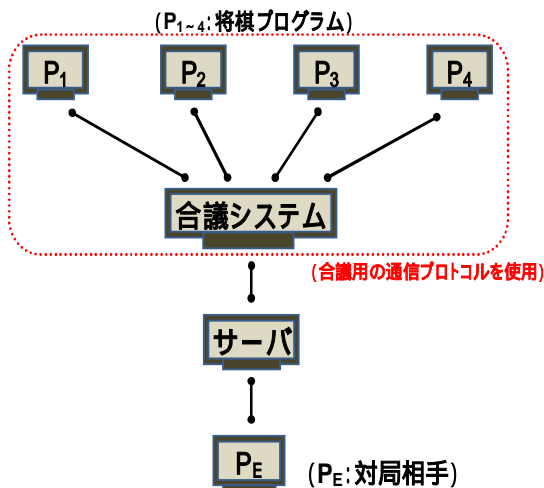 (P1~4:将棋プログラム)
P1 P2 P3 P4
合議システム
(合議用の通信プロトコルを使用)
サーバ
PE (PE:対局相手)